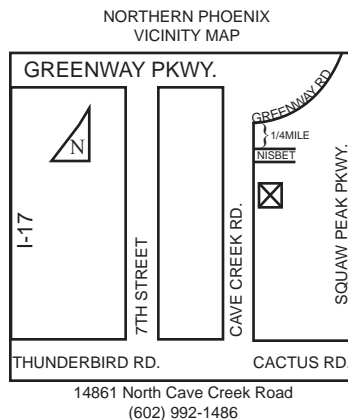 NORTHERN PHOENIX
VICINITY MAP
GREENWAY PKWY.
GREENWAY RD
1/4MILE
NISBET
N
I-17
7TH STREET
CAVE CREEK RD.
SQUAW PEAK PKWY.
THUNDERBIRD RD.
CACTUS RD.
14861 North Cave Creek Road
(602) 992-1486